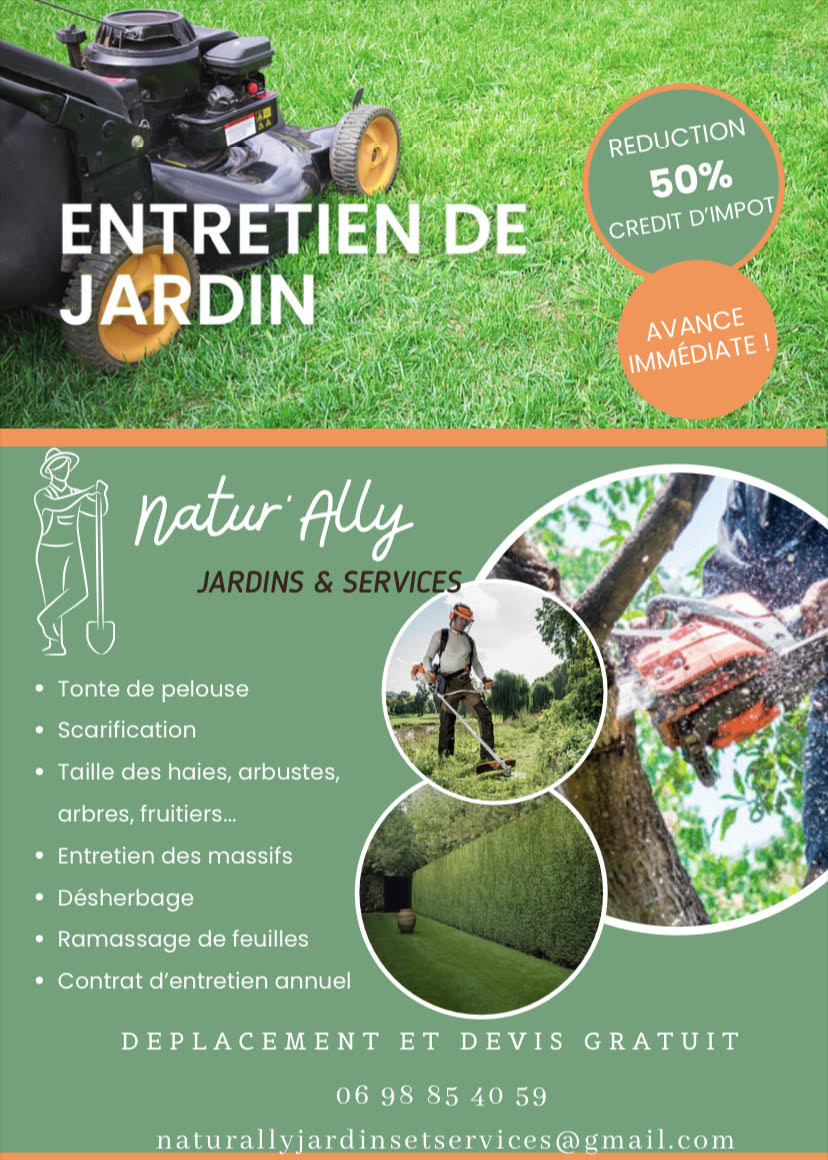 REDUCTION
50%
CREDIT D'IMPOT
ENTRETIEN DE
JARDIN
AVANCE
IMMÉDIATE !
Natur'Ally
JARDINS & SERVICES
• Tonte de pelouse
• Scarification
• Taille des haies, arbustes,
arbres, fruitiers...
• Entretien des massifs
• Désherbage
• Ramassage de feuilles
• Contrat d'entretien annuel
DEPLACEMENT ET DEVIS GRATUIT
06 98 85 40 59
naturallyjardinsetservices@gmail.com